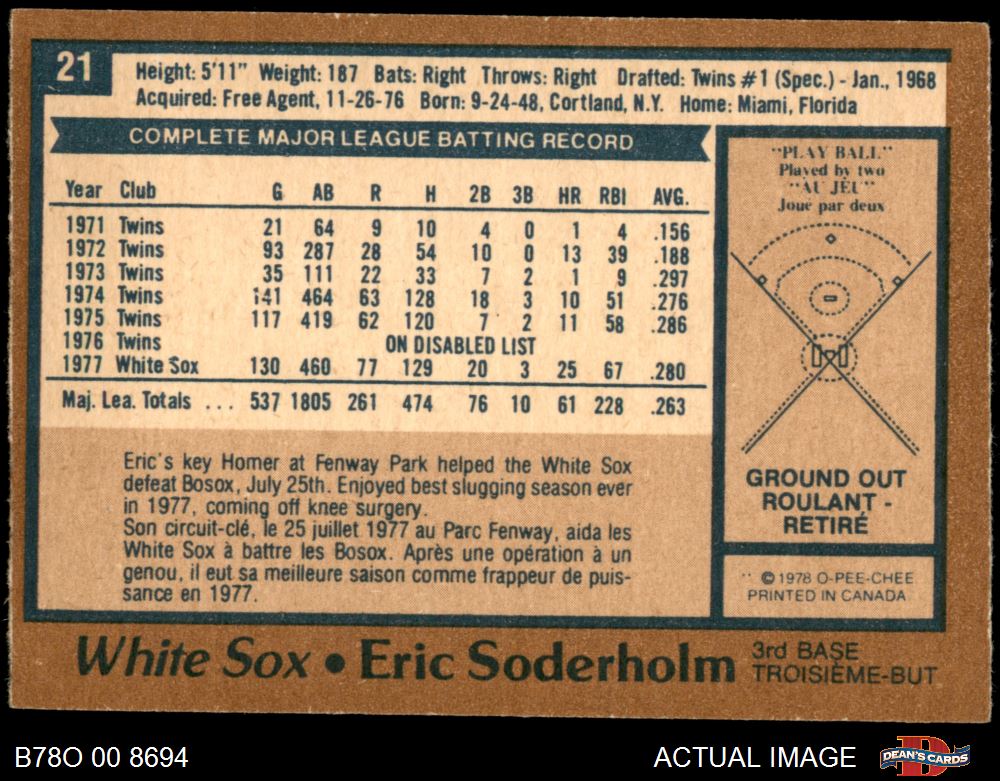 21
Height: 5'11" Weight: 187 Bats: Right Throws: Right Drafted: Twins #1 (Spec.) - Jan., 1968
Acquired: Free Agent, 11-26-76 Born: 9-24-48, Cortland, N.Y. Home: Miami, Florida
COMPLETE MAJOR LEAGUE BATTING RECORD
Year Club G AB R H 2B 3B HR RBI AVG.
1971 Twins 21 64 9 10 4 0 1 4 .156
1972 Twins 93 287 28 54 10 0 13 39 .188
1973 Twins 35 111 22 33 7 2 1 9 .297
1974 Twins 141 464 63 128 18 3 10 51 .276
1975 Twins 117 419 62 120 7 2 11 58 .286
1976 Twins ON DISABLED LIST
1977 White Sox 130 460 77 129 20 3 25 67 .280
Maj. Lea. Totals ... 537 1805 261 474 76 10 61 228 .263
Eric's key Homer at Fenway Park helped the White Sox
defeat Bosox, July 25th. Enjoyed best slugging season ever
in 1977, coming off knee surgery.
Son circuit-clé, le 25 juillet 1977 au Parc Fenway, aida les
White Sox à battre les Bosox. Après une opération à un
genou, il eut sa meilleure saison comme frappeur de puis-
sance en 1977.
"PLAY BALL"
Played by two
"AU JEU"
Joue par deux
GROUND OUT
ROULANT -
RETIRÉ
© 1978 O-PEE-CHEE
PRINTED IN CANADA
White Sox • Eric Soderholm
3rd BASE
TROISIÈME-BUT
B78O 00 8694
ACTUAL IMAGE
DEAN'S CARDS